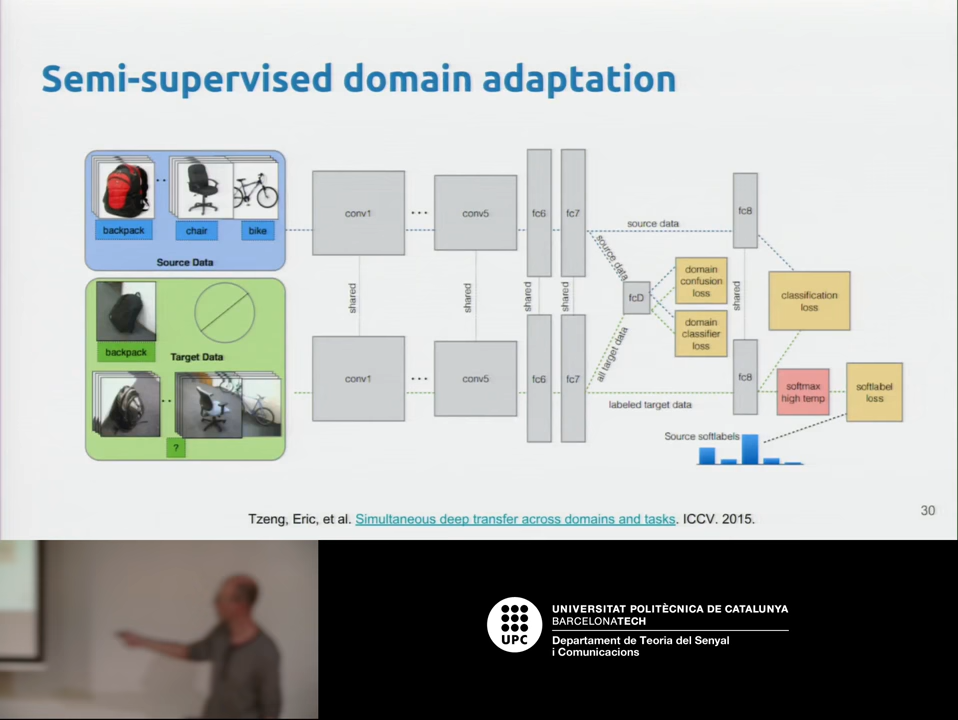 Semi-supervised domain adaptation
backpack
chair
bike
Source Data
backpack
Target Data
?
conv1
...
conv5
fc6
fc7
source data
fc8
source data
fcD
domain
confusion
loss
domain
classifier
loss
classification
loss
shared
shared
shared
shared
shared
all target data
conv1
...
conv5
fc6
fc7
labeled target data
fc8
softmax
high temp
softlabel
loss
Source softlabels
Tzeng, Eric, et al. Simultaneous deep transfer across domains and tasks. ICCV. 2015.
30
UPC
UNIVERSITAT POLITÈCNICA DE CATALUNYA
BARCELONATECH
Departament de Teoria del Senyal
i Comunicacions